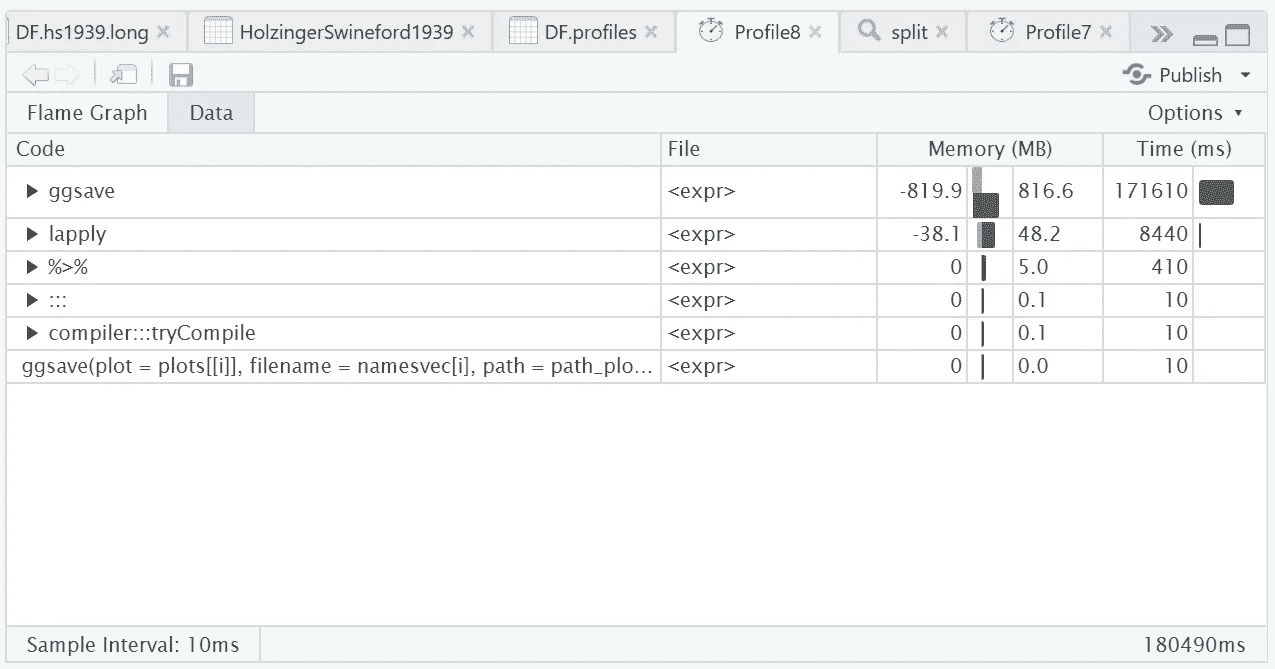 DF.hs1939.long HolzingerSwineford1939 DF.profiles Profile8 split Profile7
Publish
Flame Graph Data Options
Code File Memory (MB) Time (ms)
ggsave <expr> -819.9 816.6 171610
lapply <expr> -38.1 48.2 8440
%>% <expr> 0 5.0 410
::: <expr> 0 0.1 10
compiler:::tryCompile <expr> 0 0.1 10
ggsave(plot = plots[[i]], filename = namesvec[i], path = path_plo... <expr> 0 0.0 10
Sample Interval: 10ms 180490ms